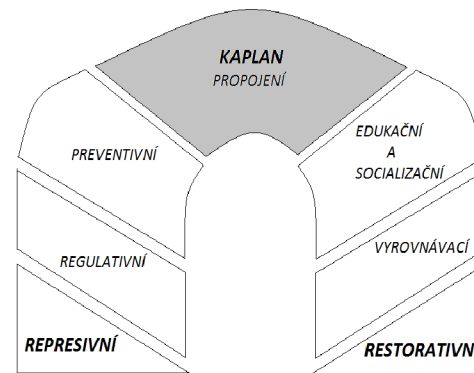 KAPLAN
PROPOJENÍ
PREVENTIVNÍ
EDUKAČNÍ
A
SOCIALIZAČNÍ
REGULATIVNÍ
VYROVNÁVACÍ
REPRESIVNÍ
RESTORATIVN